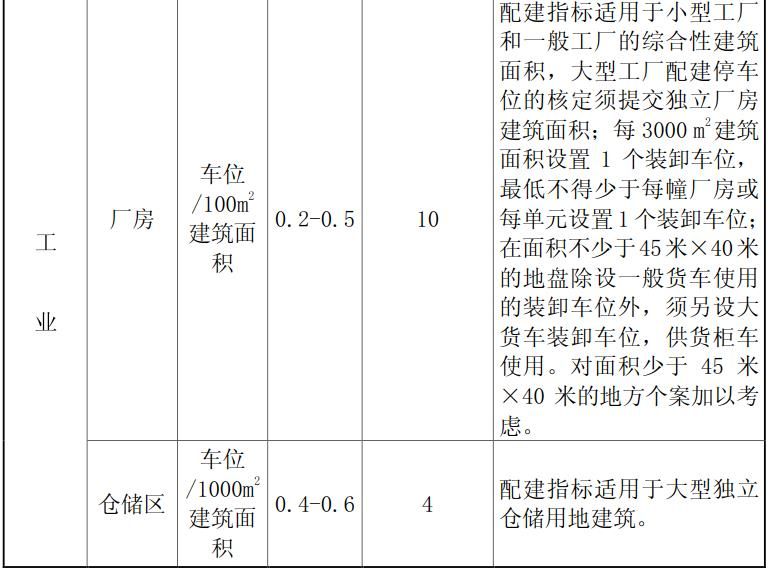 工
业
厂房
车位
/100m²
建筑面
积
0.2-0.5
10
配建指标适用于小型工厂
和一般工厂的综合性建筑
面积，大型工厂配建停车
位的核定须提交独立厂房
建筑面积；每3000 m²建筑
面积设置 1 个装卸车位，
最低不得少于每幢厂房或
每单元设置1个装卸车位；
在面积不少于45米×40米
的地盘除设一般货车使用
的装卸车位外，须另设大
货车装卸车位，供货柜车
使用。对面积少于 45 米
×40 米的地方个案加以考
虑。
仓储区
车位
/1000m²
建筑面
积
0.4-0.6
4
配建指标适用于大型独立
仓储用地建筑。